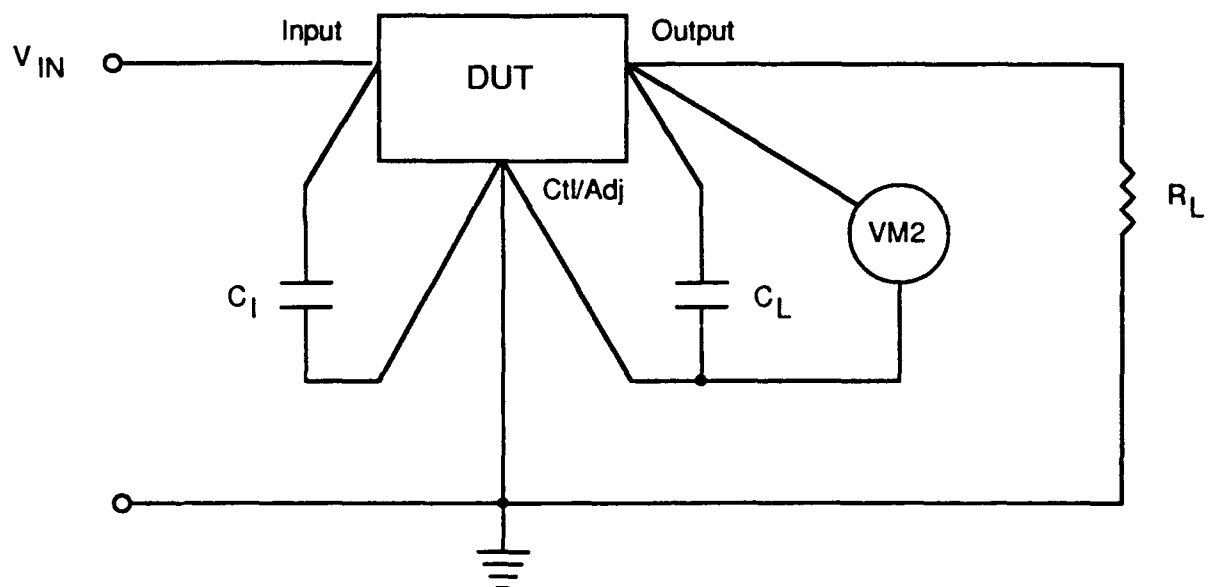 Input
Output
V IN
DUT
Ctl/Adj
R L
VM2
C I
C L